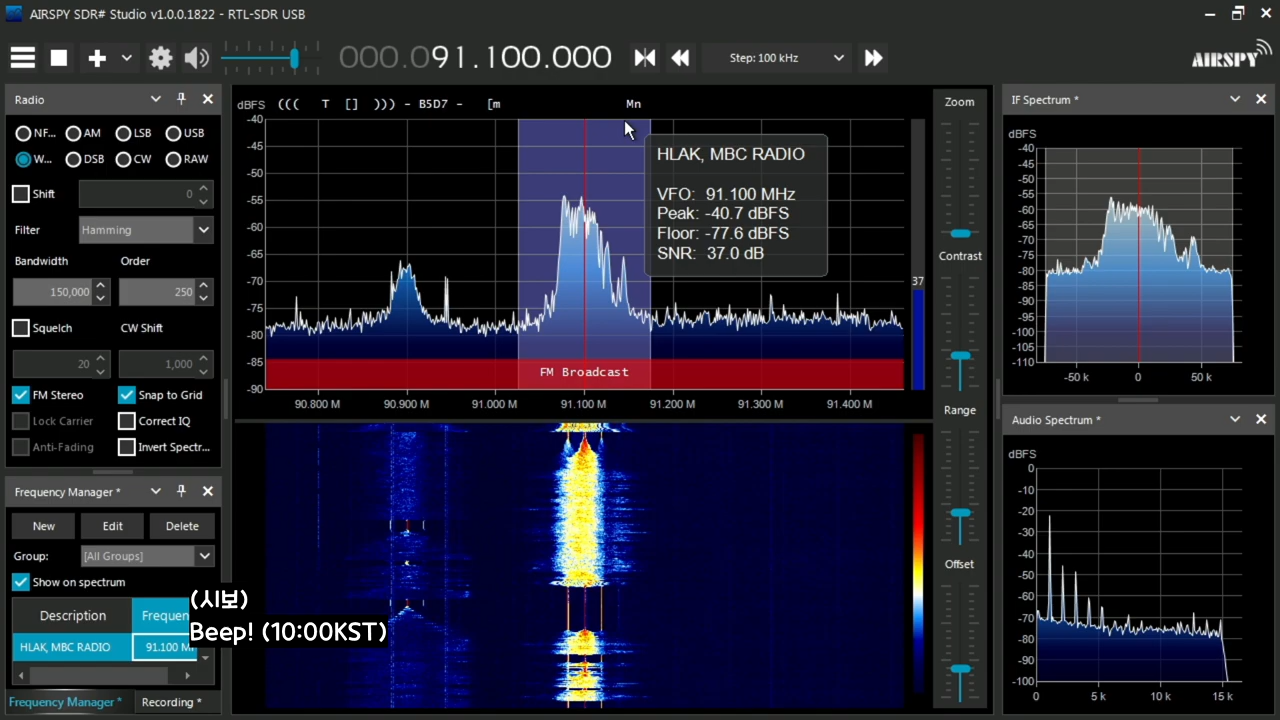 AIRSPY SDR# Studio v1.0.0.1822 - RTL-SDR USB
000.091.100.000
Step: 100 kHz
AIRSPY
Radio
NF... AM LSB USB
W... DSB CW RAW
Shift 0
Filter Hamming
Bandwidth Order
150,000 250
Squelch CW Shift
20 1,000
FM Stereo Snap to Grid
Lock Carrier Correct IQ
Anti-Fading Invert Spectr...
Frequency Manager *
New Edit Delete
Group: [All Groups]
Show on spectrum
Description Frequen
HLAK, MBC RADIO 91.100 M
Frequency Manager * Recording *
(시보)
Beep! (10:00KST)
dBFS ((( T [] ))) - B5D7 - [m Mn
-40
-45
-50
-55
-60
-65
-70
-75
-80
-85
-90
HLAK, MBC RADIO
VFO: 91.100 MHz
Peak: -40.7 dBFS
Floor: -77.6 dBFS
SNR: 37.0 dB
37
FM Broadcast
90.800 M 90.900 M 91.000 M 91.100 M 91.200 M 91.300 M 91.400 M
Zoom
Contrast
Range
Offset
IF Spectrum *
dBFS
-40
-45
-50
-55
-60
-65
-70
-75
-80
-85
-90
-95
-100
-105
-110
-50 k 0 50 k
Audio Spectrum *
dBFS
0
-10
-20
-30
-40
-50
-60
-70
-80
-90
-100
0 5 k 10 k 15 k